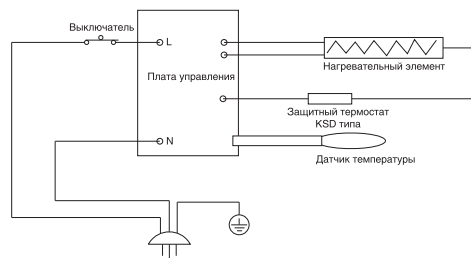 Выключатель
L
Плата управления
Нагревательный элемент
Защитный термостат
KSD типа
N
Датчик температуры